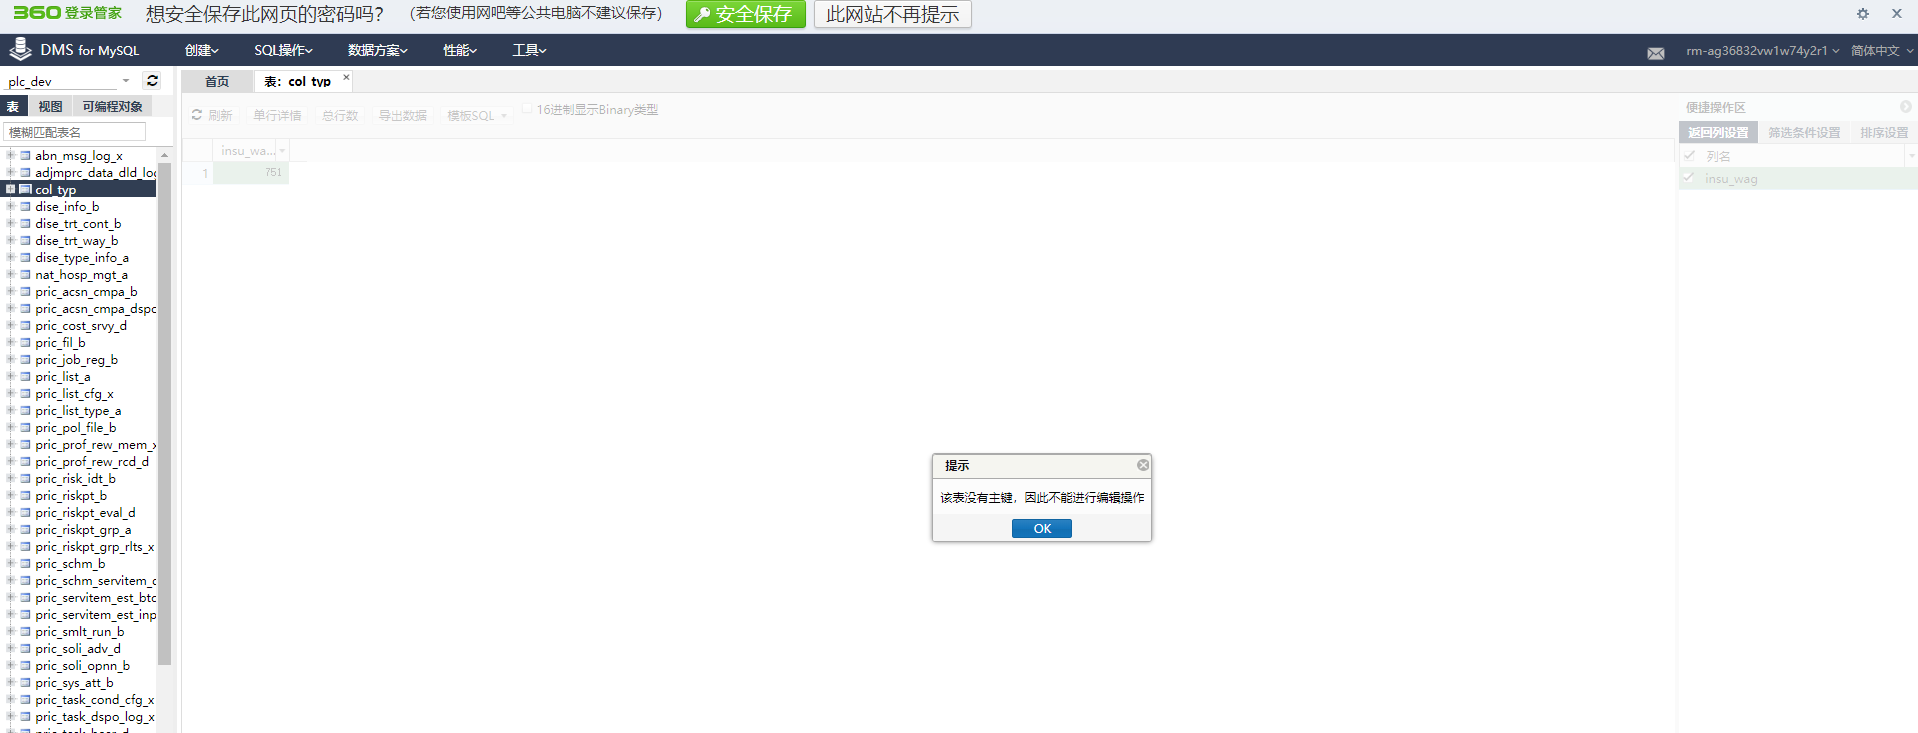 360 登录管家 想安全保存此网页的密码吗？ （若您使用网吧等公共电脑不建议保存） 安全保存 此网站不再提示
DMS for MySQL 创建 SQL操作 数据方案 性能 工具 rm-ag36832vw1w74y2r1 简体中文
plc_dev
表 视图 可编程对象
模糊匹配表名
abn_msg_log_x
adjmprc_data_dld_lo
col_typ
dise_info_b
dise_trt_cont_b
dise_trt_way_b
dise_type_info_a
nat_hosp_mgt_a
pric_acsn_cmpa_b
pric_acsn_cmpa_dspo
pric_cost_srvy_d
pric_fil_b
pric_job_reg_b
pric_list_a
pric_list_cfg_x
pric_list_type_a
pric_pol_file_b
pric_prof_rew_mem_x
pric_prof_rew_rcd_d
pric_risk_idt_b
pric_riskpt_b
pric_riskpt_eval_d
pric_riskpt_grp_a
pric_riskpt_grp_rlts_x
pric_schm_b
pric_schm_servitem_c
pric_servitem_est_btc
pric_servitem_est_inp
pric_smlt_run_b
pric_soli_adv_d
pric_soli_opnn_b
pric_sys_att_b
pric_task_cond_cfg_x
pric_task_dspo_log_x
首页 表: col_typ
刷新 单行详情 总行数 导出数据 模板SQL 16进制显示Binary类型
insu_wa...
1 751
提示
该表没有主键，因此不能进行编辑操作
OK
便捷操作区
返回列设置 筛选条件设置 排序设置
列名
insu_wag